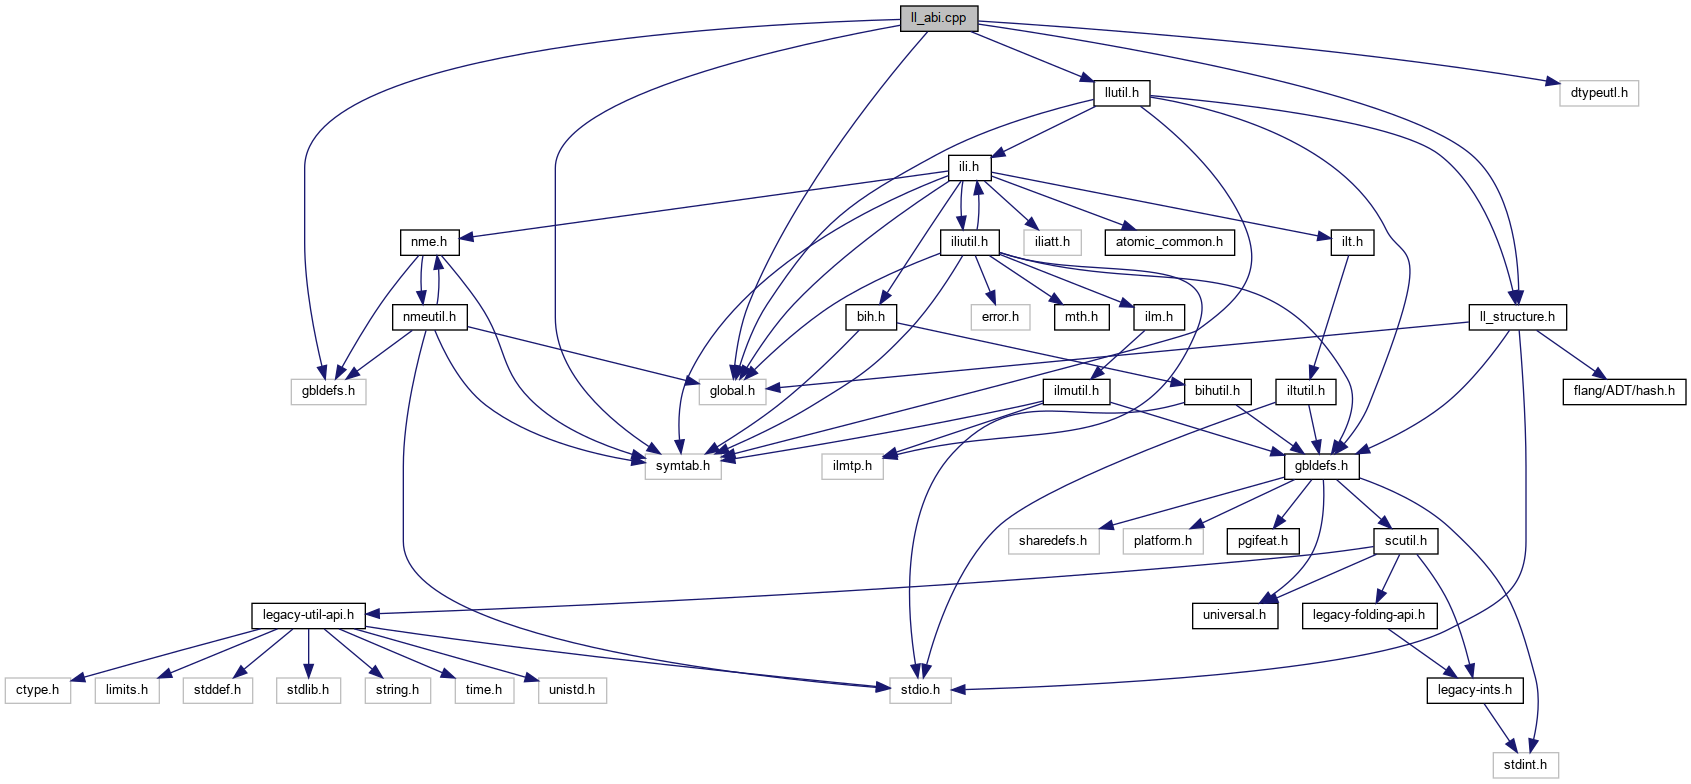 ll_abi.cpp
llutil.h
dtypeutl.h
ili.h
nme.h
iliutil.h
iliatt.h
atomic_common.h
ilt.h
nmeutil.h
bih.h
error.h
mth.h
ilm.h
ll_structure.h
gbldefs.h
global.h
ilmutil.h
bihutil.h
iltutil.h
flang/ADT/hash.h
symtab.h
ilmtp.h
gbldefs.h
sharedefs.h
platform.h
pgifeat.h
scutil.h
legacy-util-api.h
universal.h
legacy-folding-api.h
ctype.h
limits.h
stddef.h
stdlib.h
string.h
time.h
unistd.h
stdio.h
legacy-ints.h
stdint.h